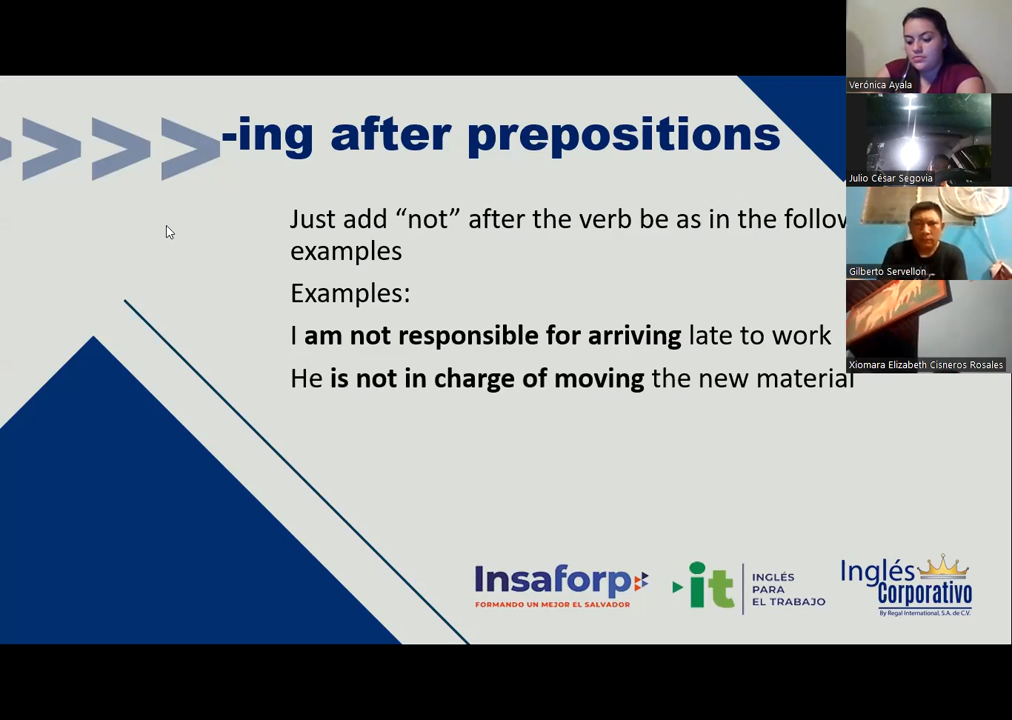 -ing after prepositions
Just add “not” after the verb be as in the
examples
Examples:
I am not responsible for arriving late to work
He is not in charge of moving the new material
Insaforp
FORMANDO UN MEJOR EL SALVADOR
it
INGLÉS
PARA
EL TRABAJO
Inglés
Corporativo
By Regal International, S.A. de C.V.
Verónica Ayala
Julio César Segovia
Gilberto Servellon
Xiomara Elizabeth Cisneros Rosales